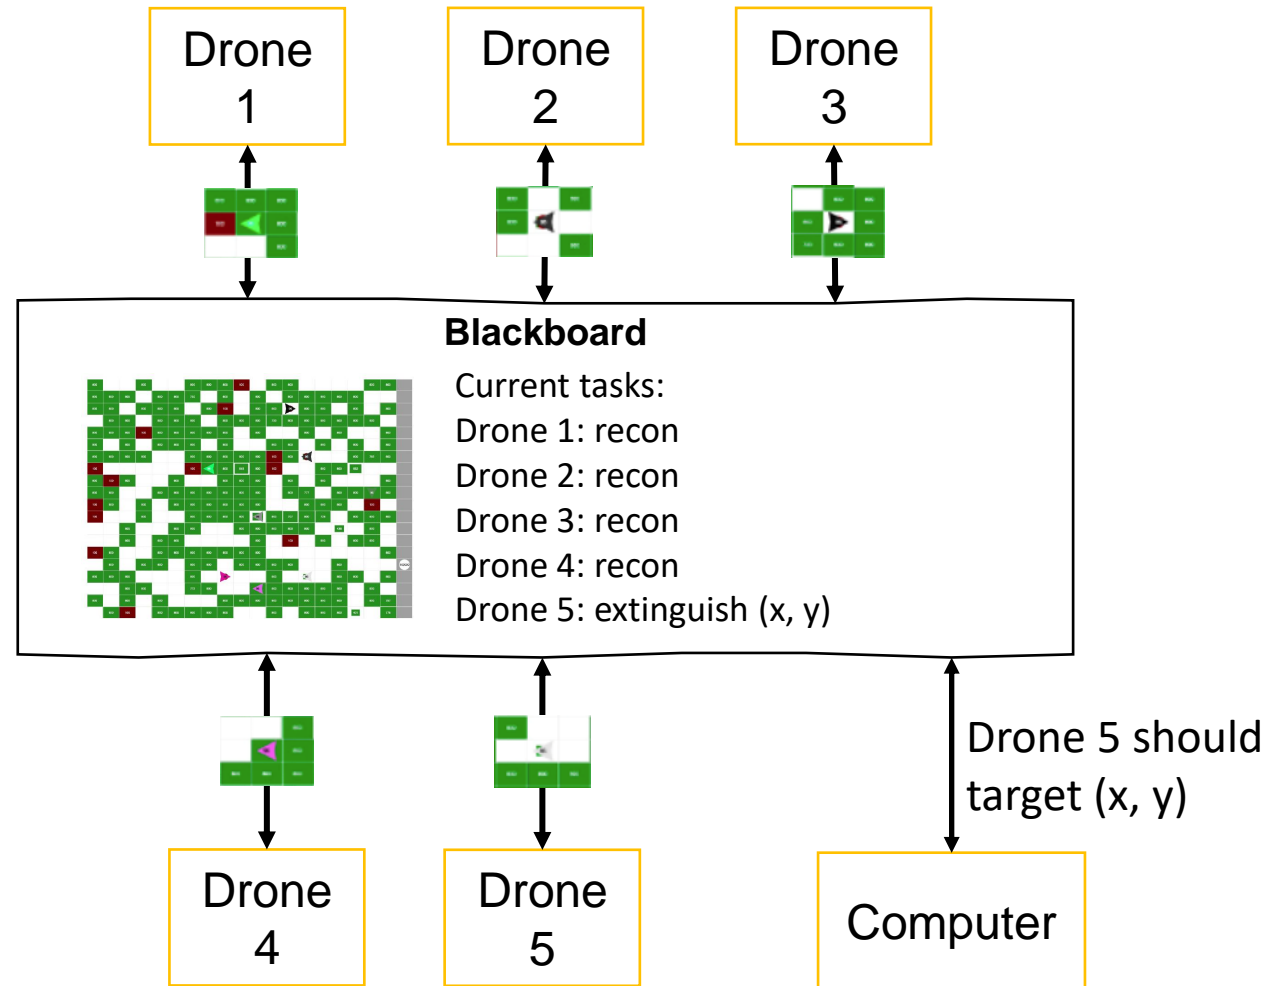 Drone
1
Drone
2
Drone
3
Blackboard
Current tasks:
Drone 1: recon
Drone 2: recon
Drone 3: recon
Drone 4: recon
Drone 5: extinguish (x, y)
Drone 5 should
target (x, y)
Drone
4
Drone
5
Computer